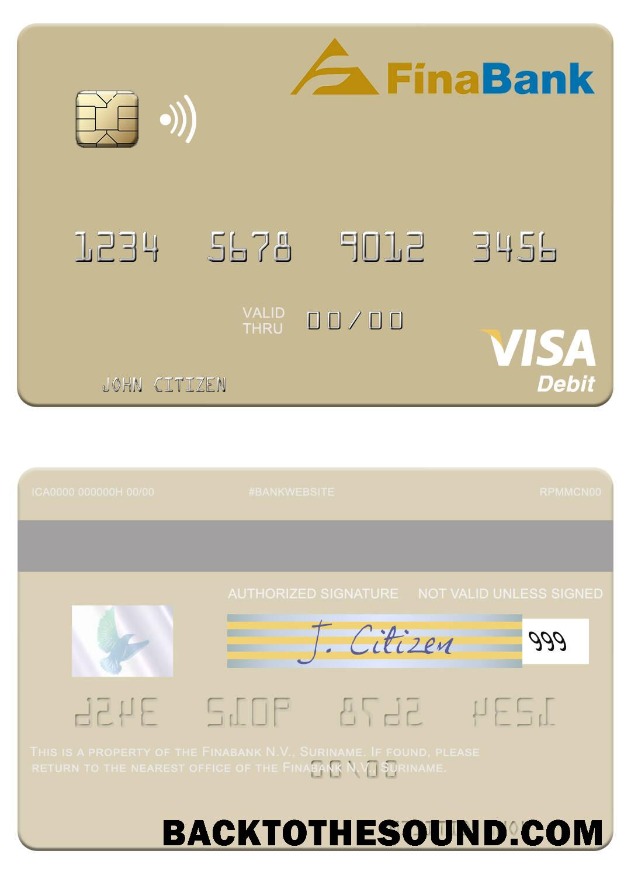 FinaBank
1234 5678 9012 3456
VALID THRU 00/00
VISA
Debit
JOHN CITIZEN
ICA0000 000000H 00/00 #BANKWEBSITE RPMMCN00
AUTHORIZED SIGNATURE NOT VALID UNLESS SIGNED
J. Citizen 999
THIS IS A PROPERTY OF THE FINABANK N.V., SURINAME. IF FOUND, PLEASE
RETURN TO THE NEAREST OFFICE OF THE FINABANK N.V., SURINAME.
BACKTOTHESOUND.COM